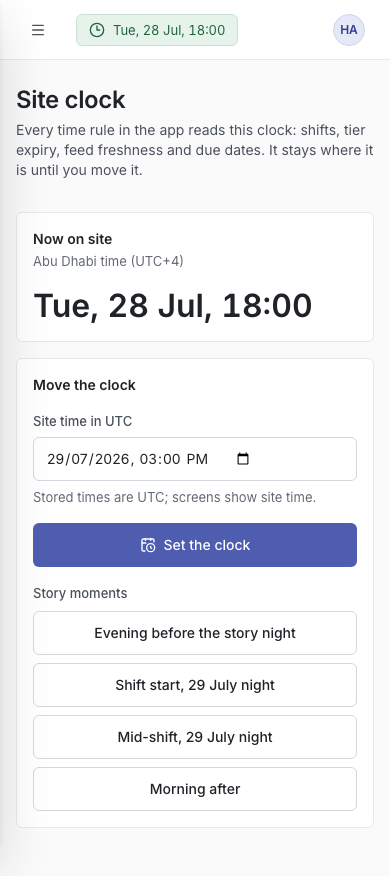 Tue, 28 Jul, 18:00
HA
Site clock
Every time rule in the app reads this clock: shifts, tier
expiry, feed freshness and due dates. It stays where it
is until you move it.
Now on site
Abu Dhabi time (UTC+4)
Tue, 28 Jul, 18:00
Move the clock
Site time in UTC
29/07/2026, 03:00 PM
Stored times are UTC; screens show site time.
Set the clock
Story moments
Evening before the story night
Shift start, 29 July night
Mid-shift, 29 July night
Morning after